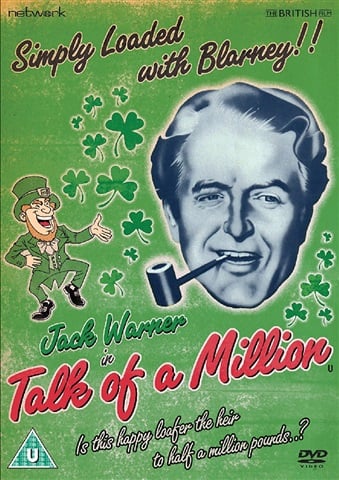 network
THE BRITISH FILM
Simply Loaded
with Blarney!!
Jack Warner
in
Talk of a Million
U
Is this happy loafer the heir
to half a million pounds..?
U
DVD
VIDEO